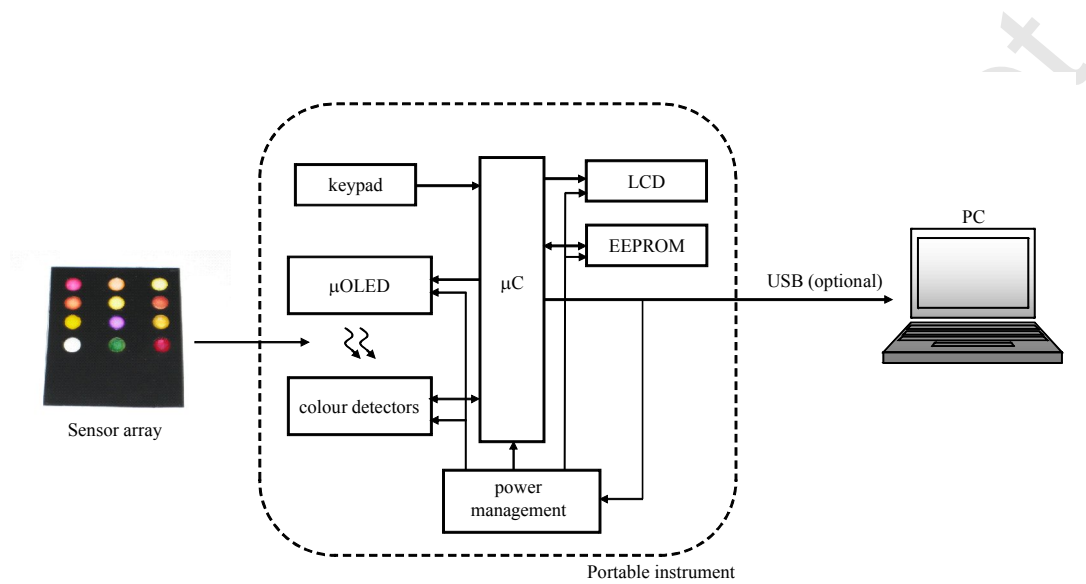 keypad
LCD
PC
EEPROM
μOLED
μC
USB (optional)
colour detectors
Sensor array
power
management
Portable instrument